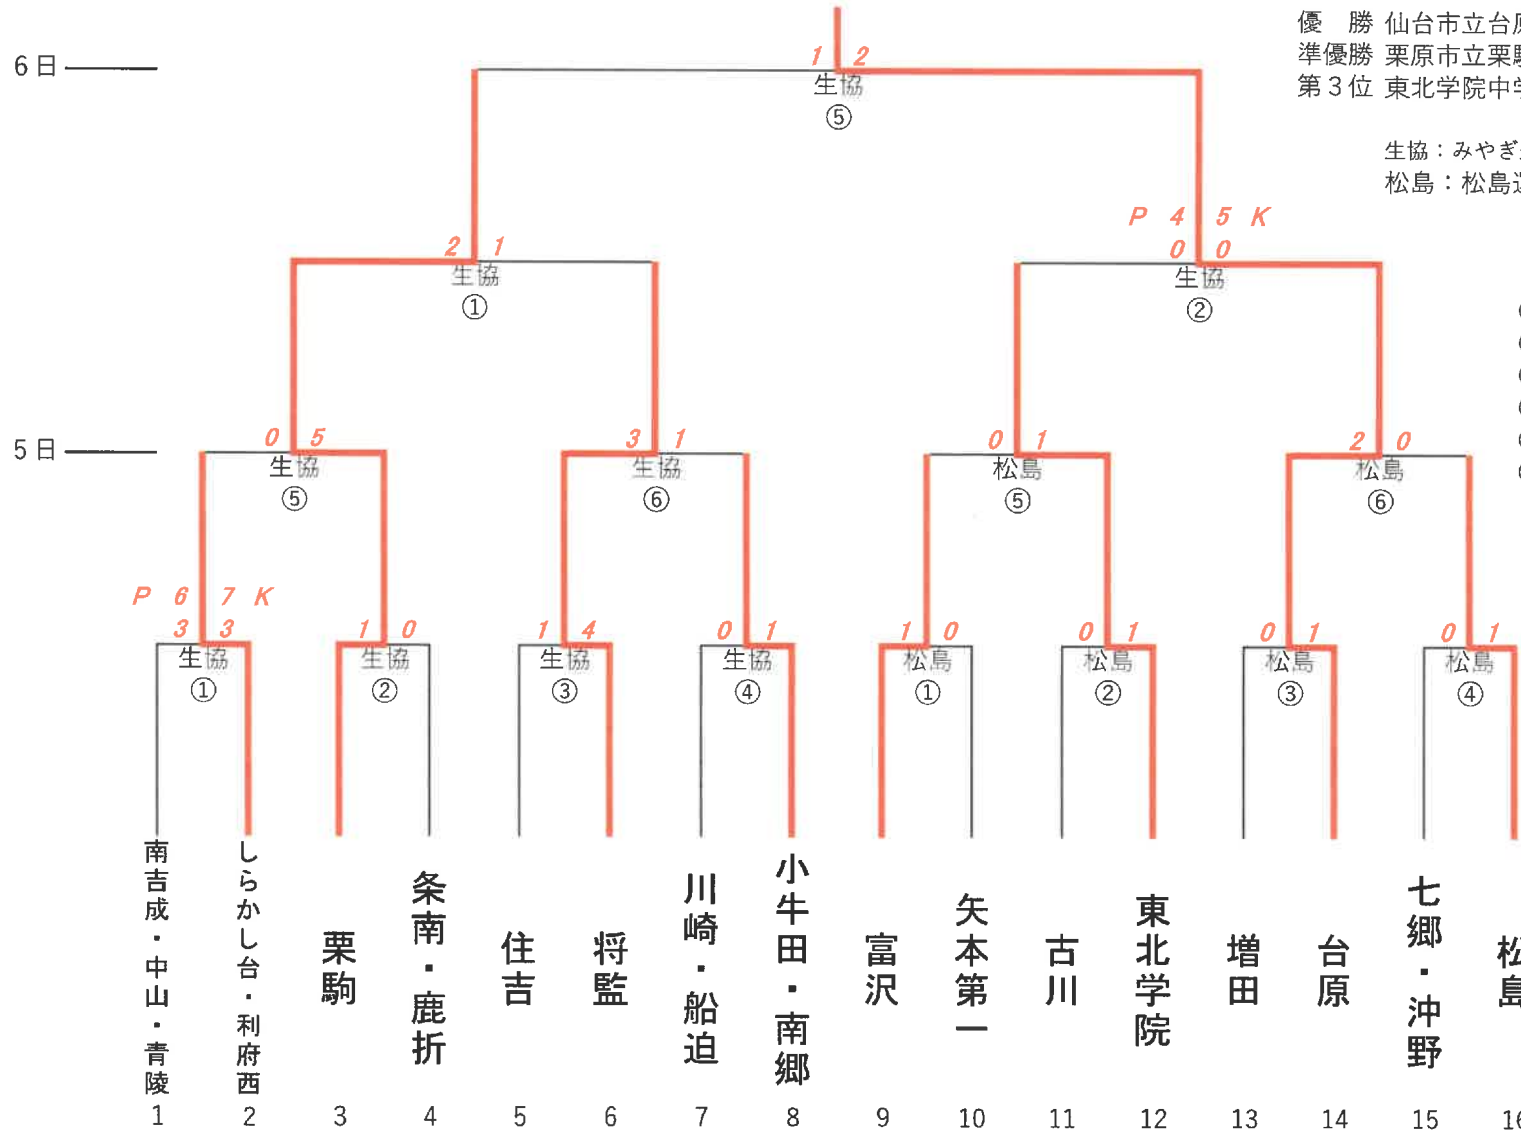 優　勝 仙台市立台原
準優勝 栗原市立栗駒
第３位 東北学院中学
生協：みやぎ
松島：松島運
6日
1 2
生協
⑤
P 4 5 K
2 1
0 0
生協
①
生協
②
5日
0 5
3 1
0 1
2 0
生協
⑤
生協
⑥
松島
⑤
松島
⑥
P 6 7 K
3 3
1 0
1 4
0 1
1 0
0 1
0 1
0 1
生協
①
生協
②
生協
③
生協
④
松島
①
松島
②
松島
③
松島
④
南吉成・中山・青陵
しらかし台・利府西
栗駒
条南・鹿折
住吉
将監
川崎・船迫
小牛田・南郷
富沢
矢本第一
古川
東北学院
増田
台原
七郷・沖野
松島
1 2 3 4 5 6 7 8 9 10 11 12 13 14 15 16